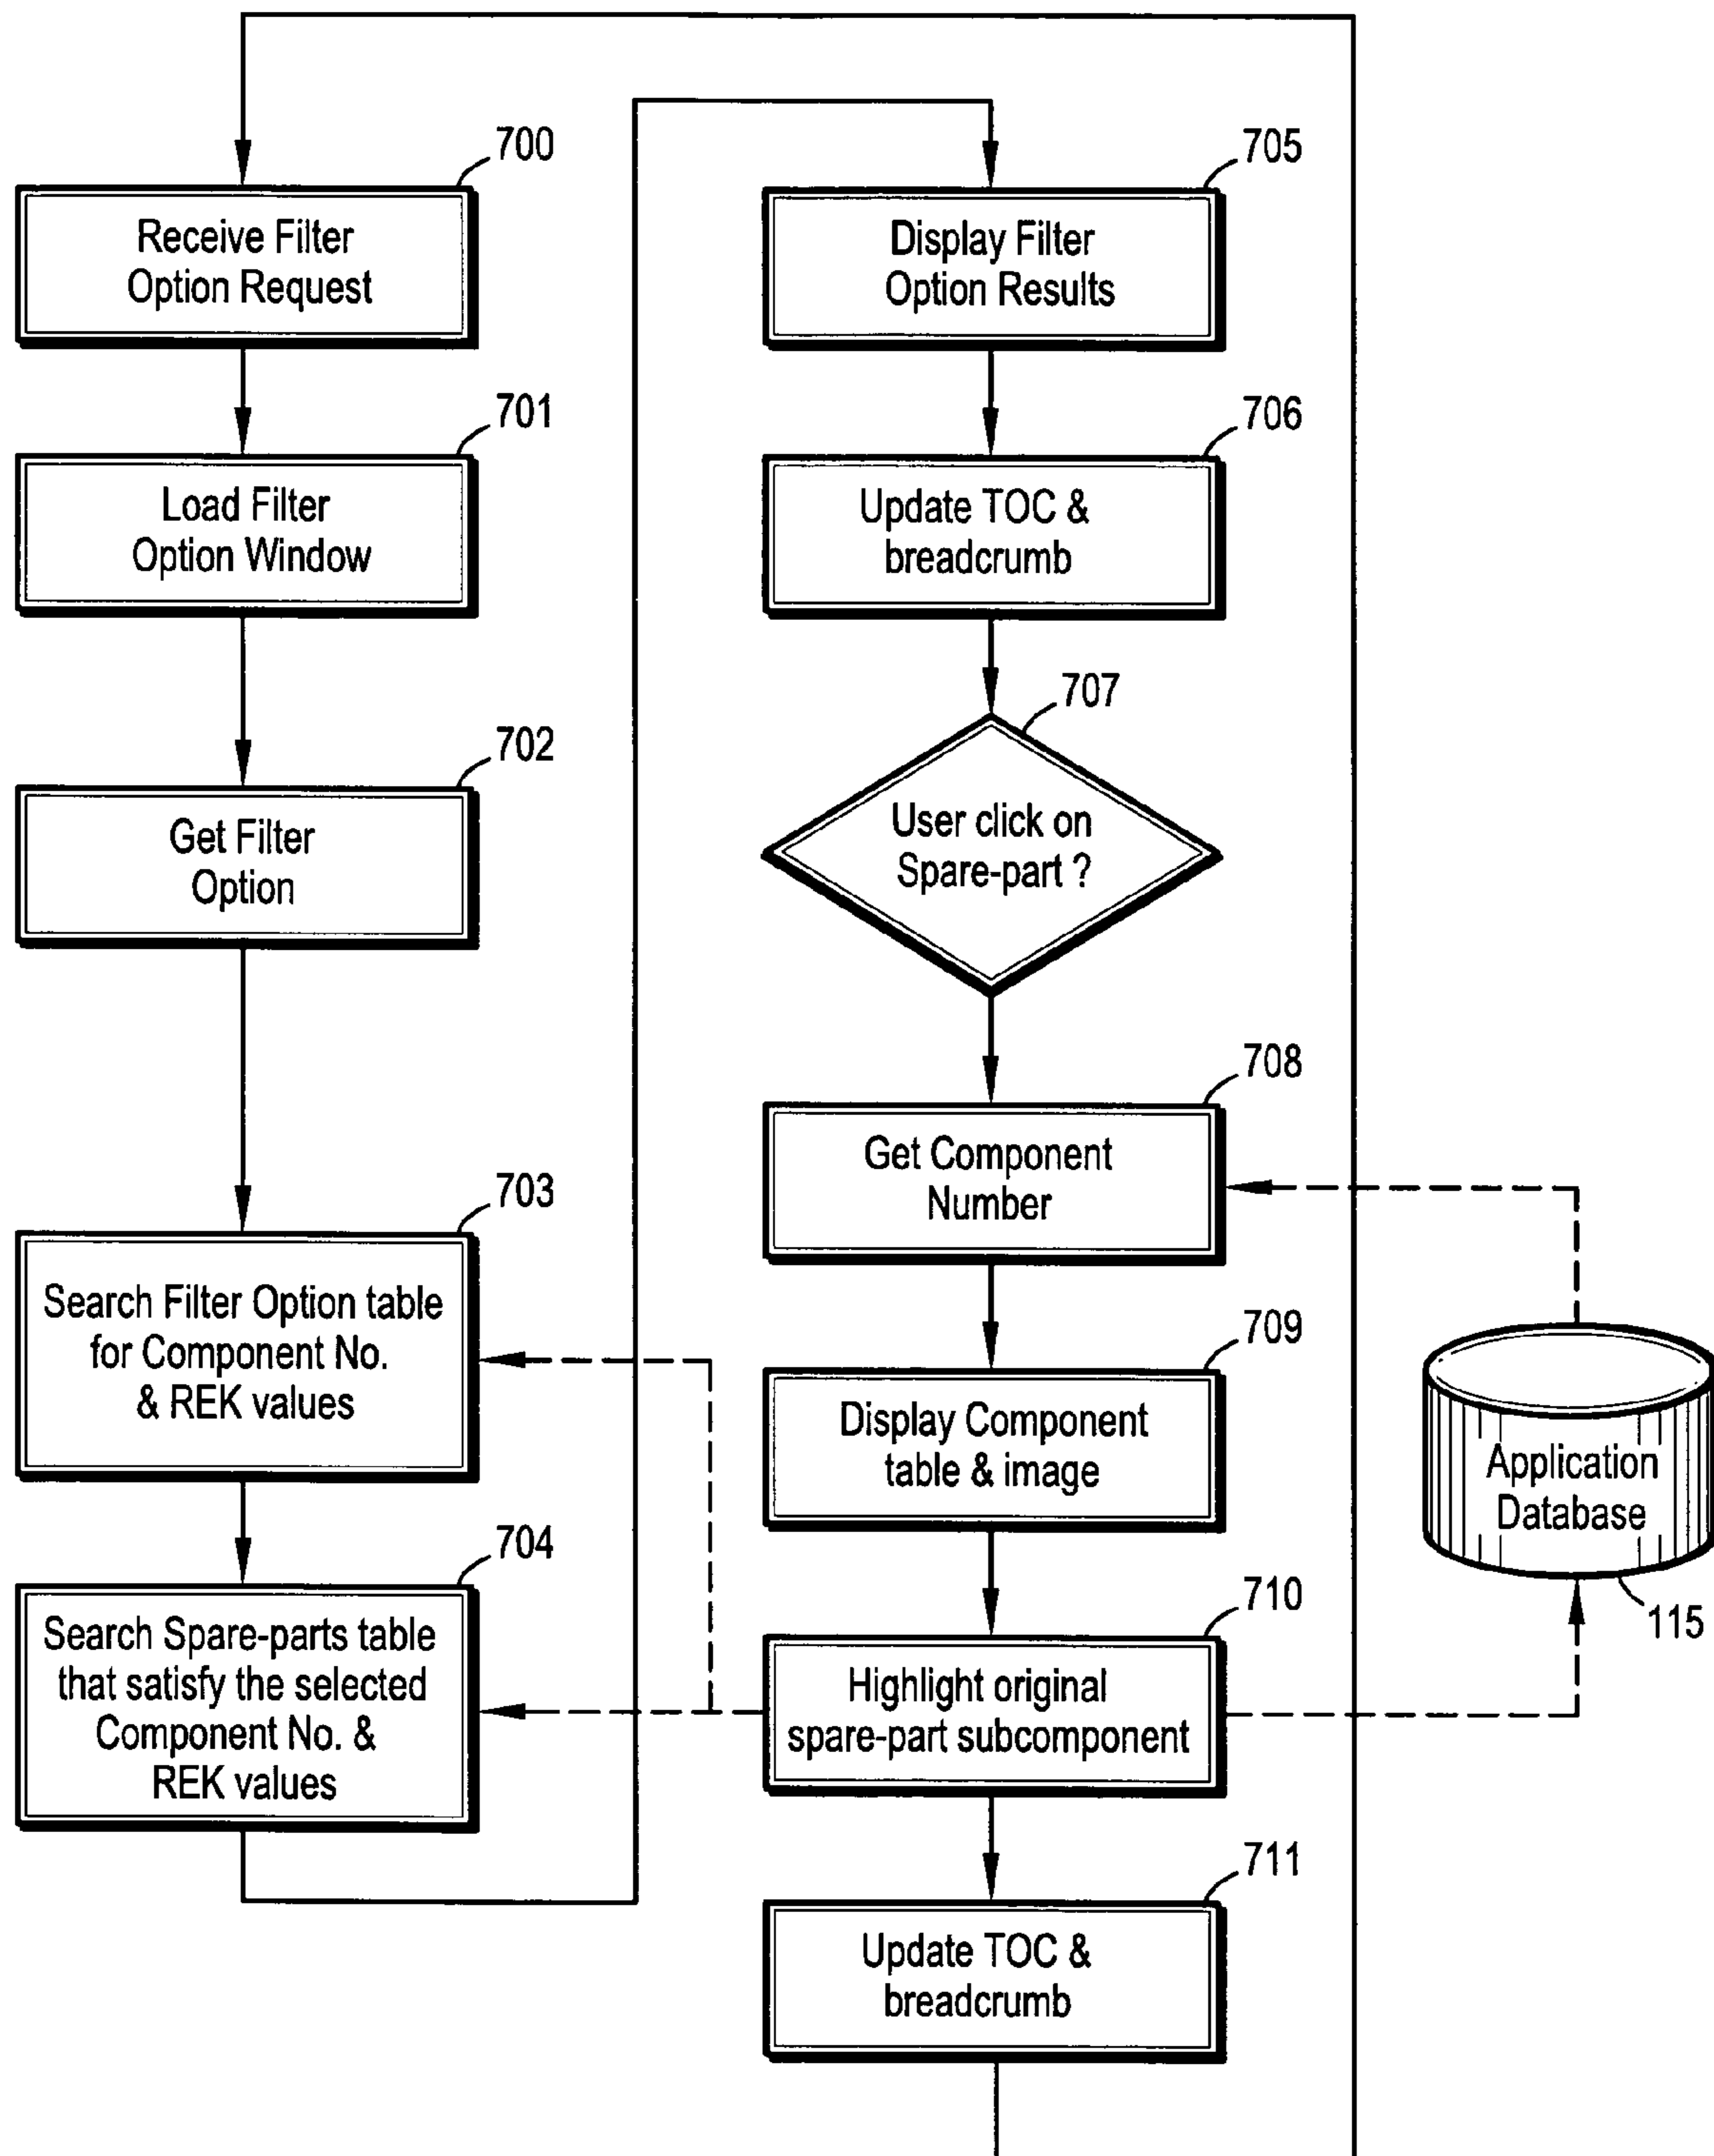 700
Receive Filter
Option Request
701
Load Filter
Option Window
702
Get Filter
Option
703
Search Filter Option table
for Component No.
& REK values
704
Search Spare-parts table
that satisfy the selected
Component No. &
REK values
705
Display Filter
Option Results
706
Update TOC &
breadcrumb
707
User click on
Spare-part ?
708
Get Component
Number
709
Display Component
table & image
710
Highlight original
spare-part subcomponent
711
Update TOC &
breadcrumb
Application
Database
115